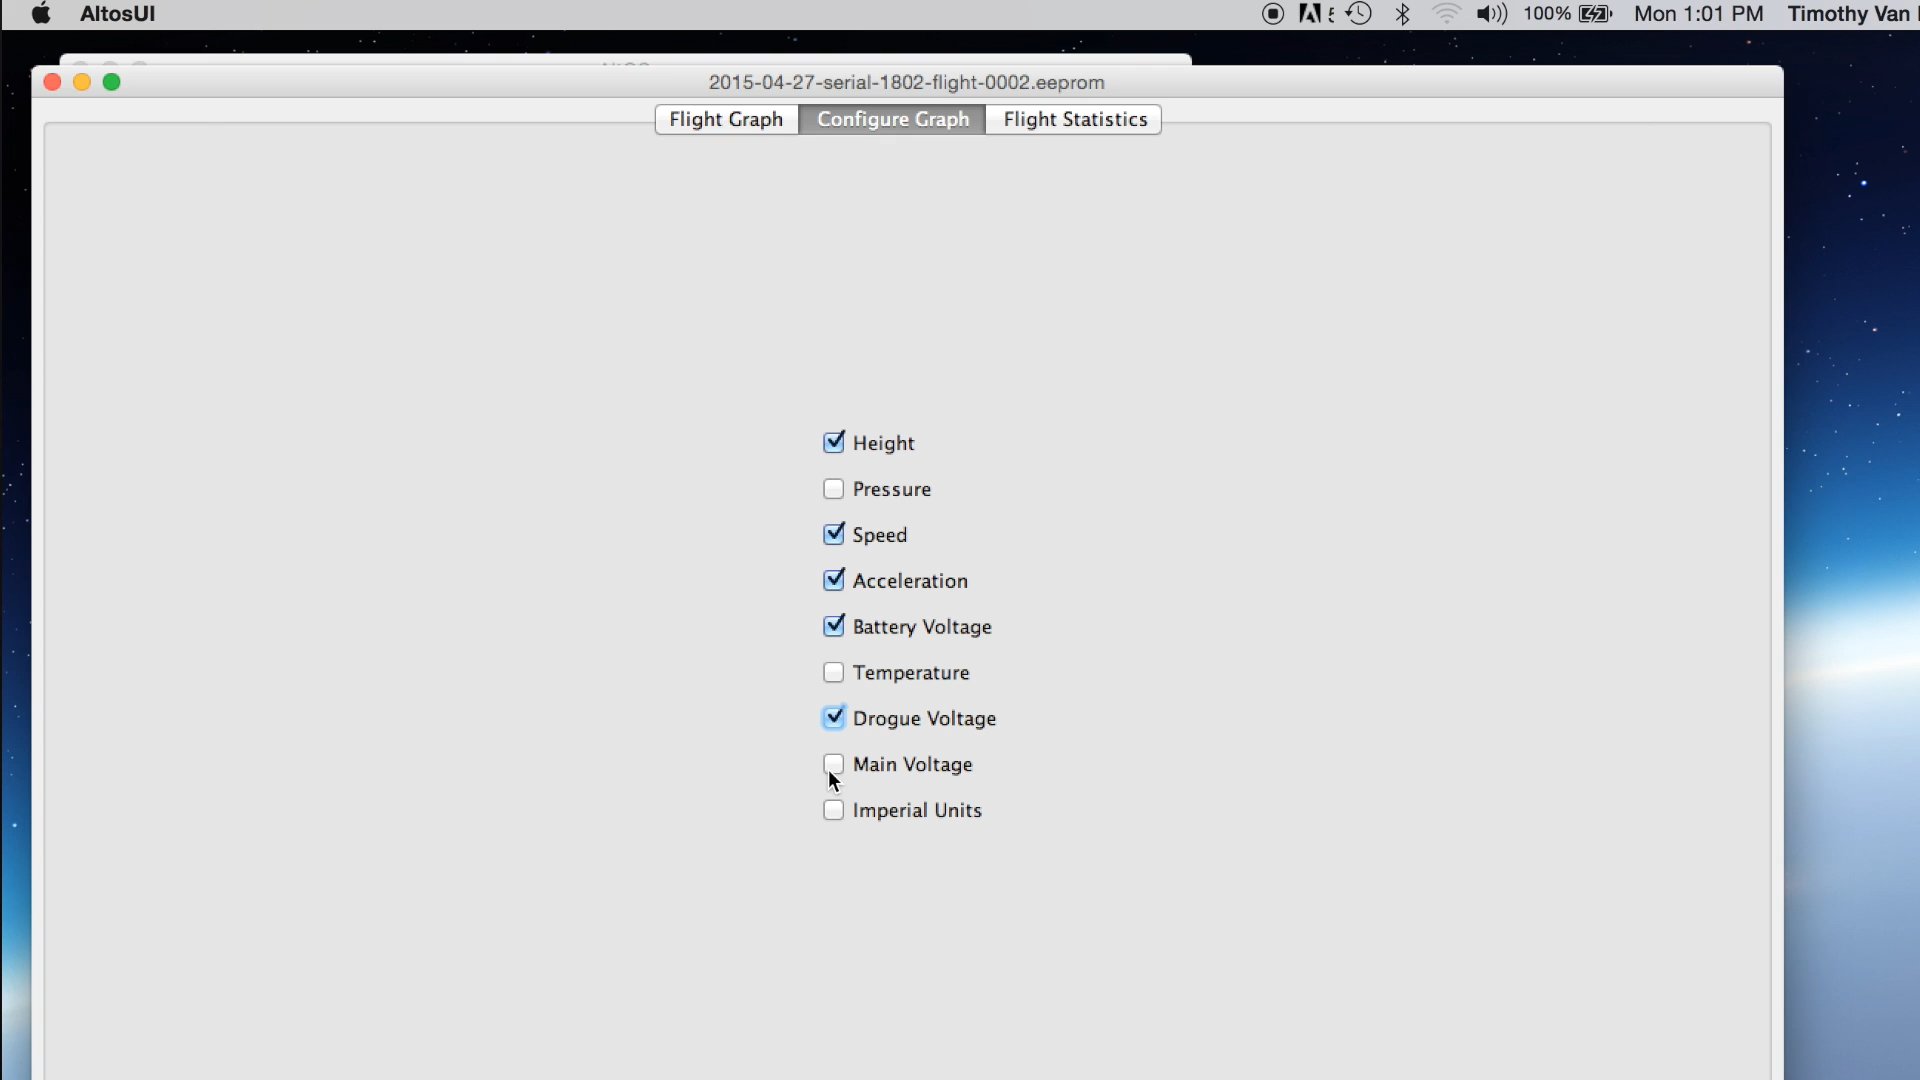 AltosUI
5
100%
Mon 1:01 PM
Timothy Van
2015-04-27-serial-1802-flight-0002.eeprom
Flight Graph
Configure Graph
Flight Statistics
Height
Pressure
Speed
Acceleration
Battery Voltage
Temperature
Drogue Voltage
Main Voltage
Imperial Units